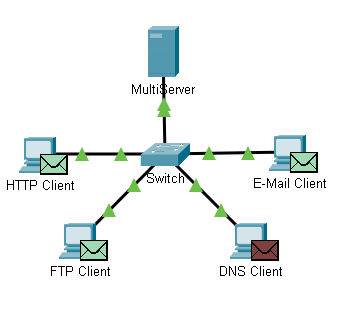 MultiServer
HTTP Client
Switch
E-Mail Client
FTP Client
DNS Client